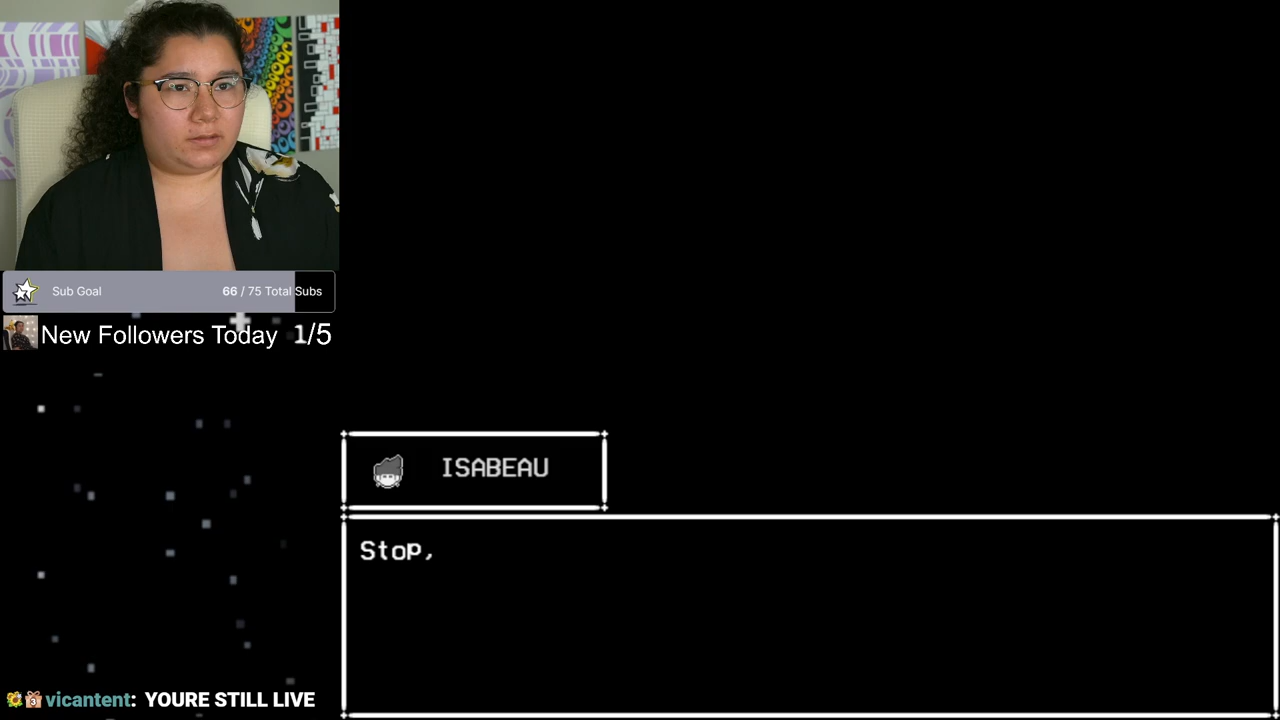 Sub Goal 66 / 75 Total Subs
New Followers Today 1/5
ISABEAU
Stop,
vicantent: YOURE STILL LIVE